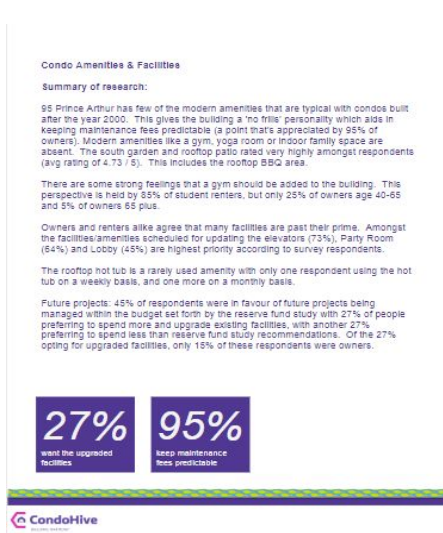 Condo Amenities & Facilities
Summary of research:
95 Prince Arthur has few of the modern amenities that are typical with condos built
after the year 2000. This gives the building a 'no frills' personality which aids in
keeping maintenance fees predictable (a point that's appreciated by 95% of
owners). Modern amenities like a gym, yoga room or indoor family space are
absent. The south garden and rooftop patio rated very highly amongst respondents
(avg rating of 4.73 / 5). This includes the rooftop BBQ area.
There are some strong feelings that a gym should be added to the building. This
perspective is held by 85% of student renters, but only 25% of owners age 40-65
and 5% of owners 65 plus.
Owners and renters alike agree that many facilities are past their prime. Amongst
the facilities/amenities scheduled for updating the elevators (73%), Party Room
(64%) and Lobby (45%) are highest priority according to survey respondents.
The rooftop hot tub is a rarely used amenity with only one respondent using the hot
tub on a weekly basis, and one more on a monthly basis.
Future projects: 45% of respondents were in favour of future projects being
managed within the budget set forth by the reserve fund study with 27% of people
preferring to spend more and upgrade existing facilities, with another 27%
preferring to spend less than reserve fund study recommendations. Of the 27%
opting for upgraded facilities, only 15% of these respondents were owners.
27% 95%
want the upgraded keep maintenance
facilities fees predictable
CondoHive